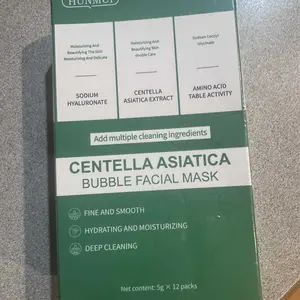 HUNMUI
Moisturizing And
Beautifying The Skin
Moisturizing And Delicate
SODIUM
HYALURONATE
Moisturizing And
Beautifying Skin
double Care
CENTELLA
ASIATICA EXTRACT
Sodium Cocoyl
Glycinate
AMINO ACID
TABLE ACTIVITY
Add multiple cleaning ingredients
CENTELLA ASIATICA
BUBBLE FACIAL MASK
FINE AND SMOOTH
HYDRATING AND MOISTURIZING
DEEP CLEANING
Net content: 5g × 12 packs